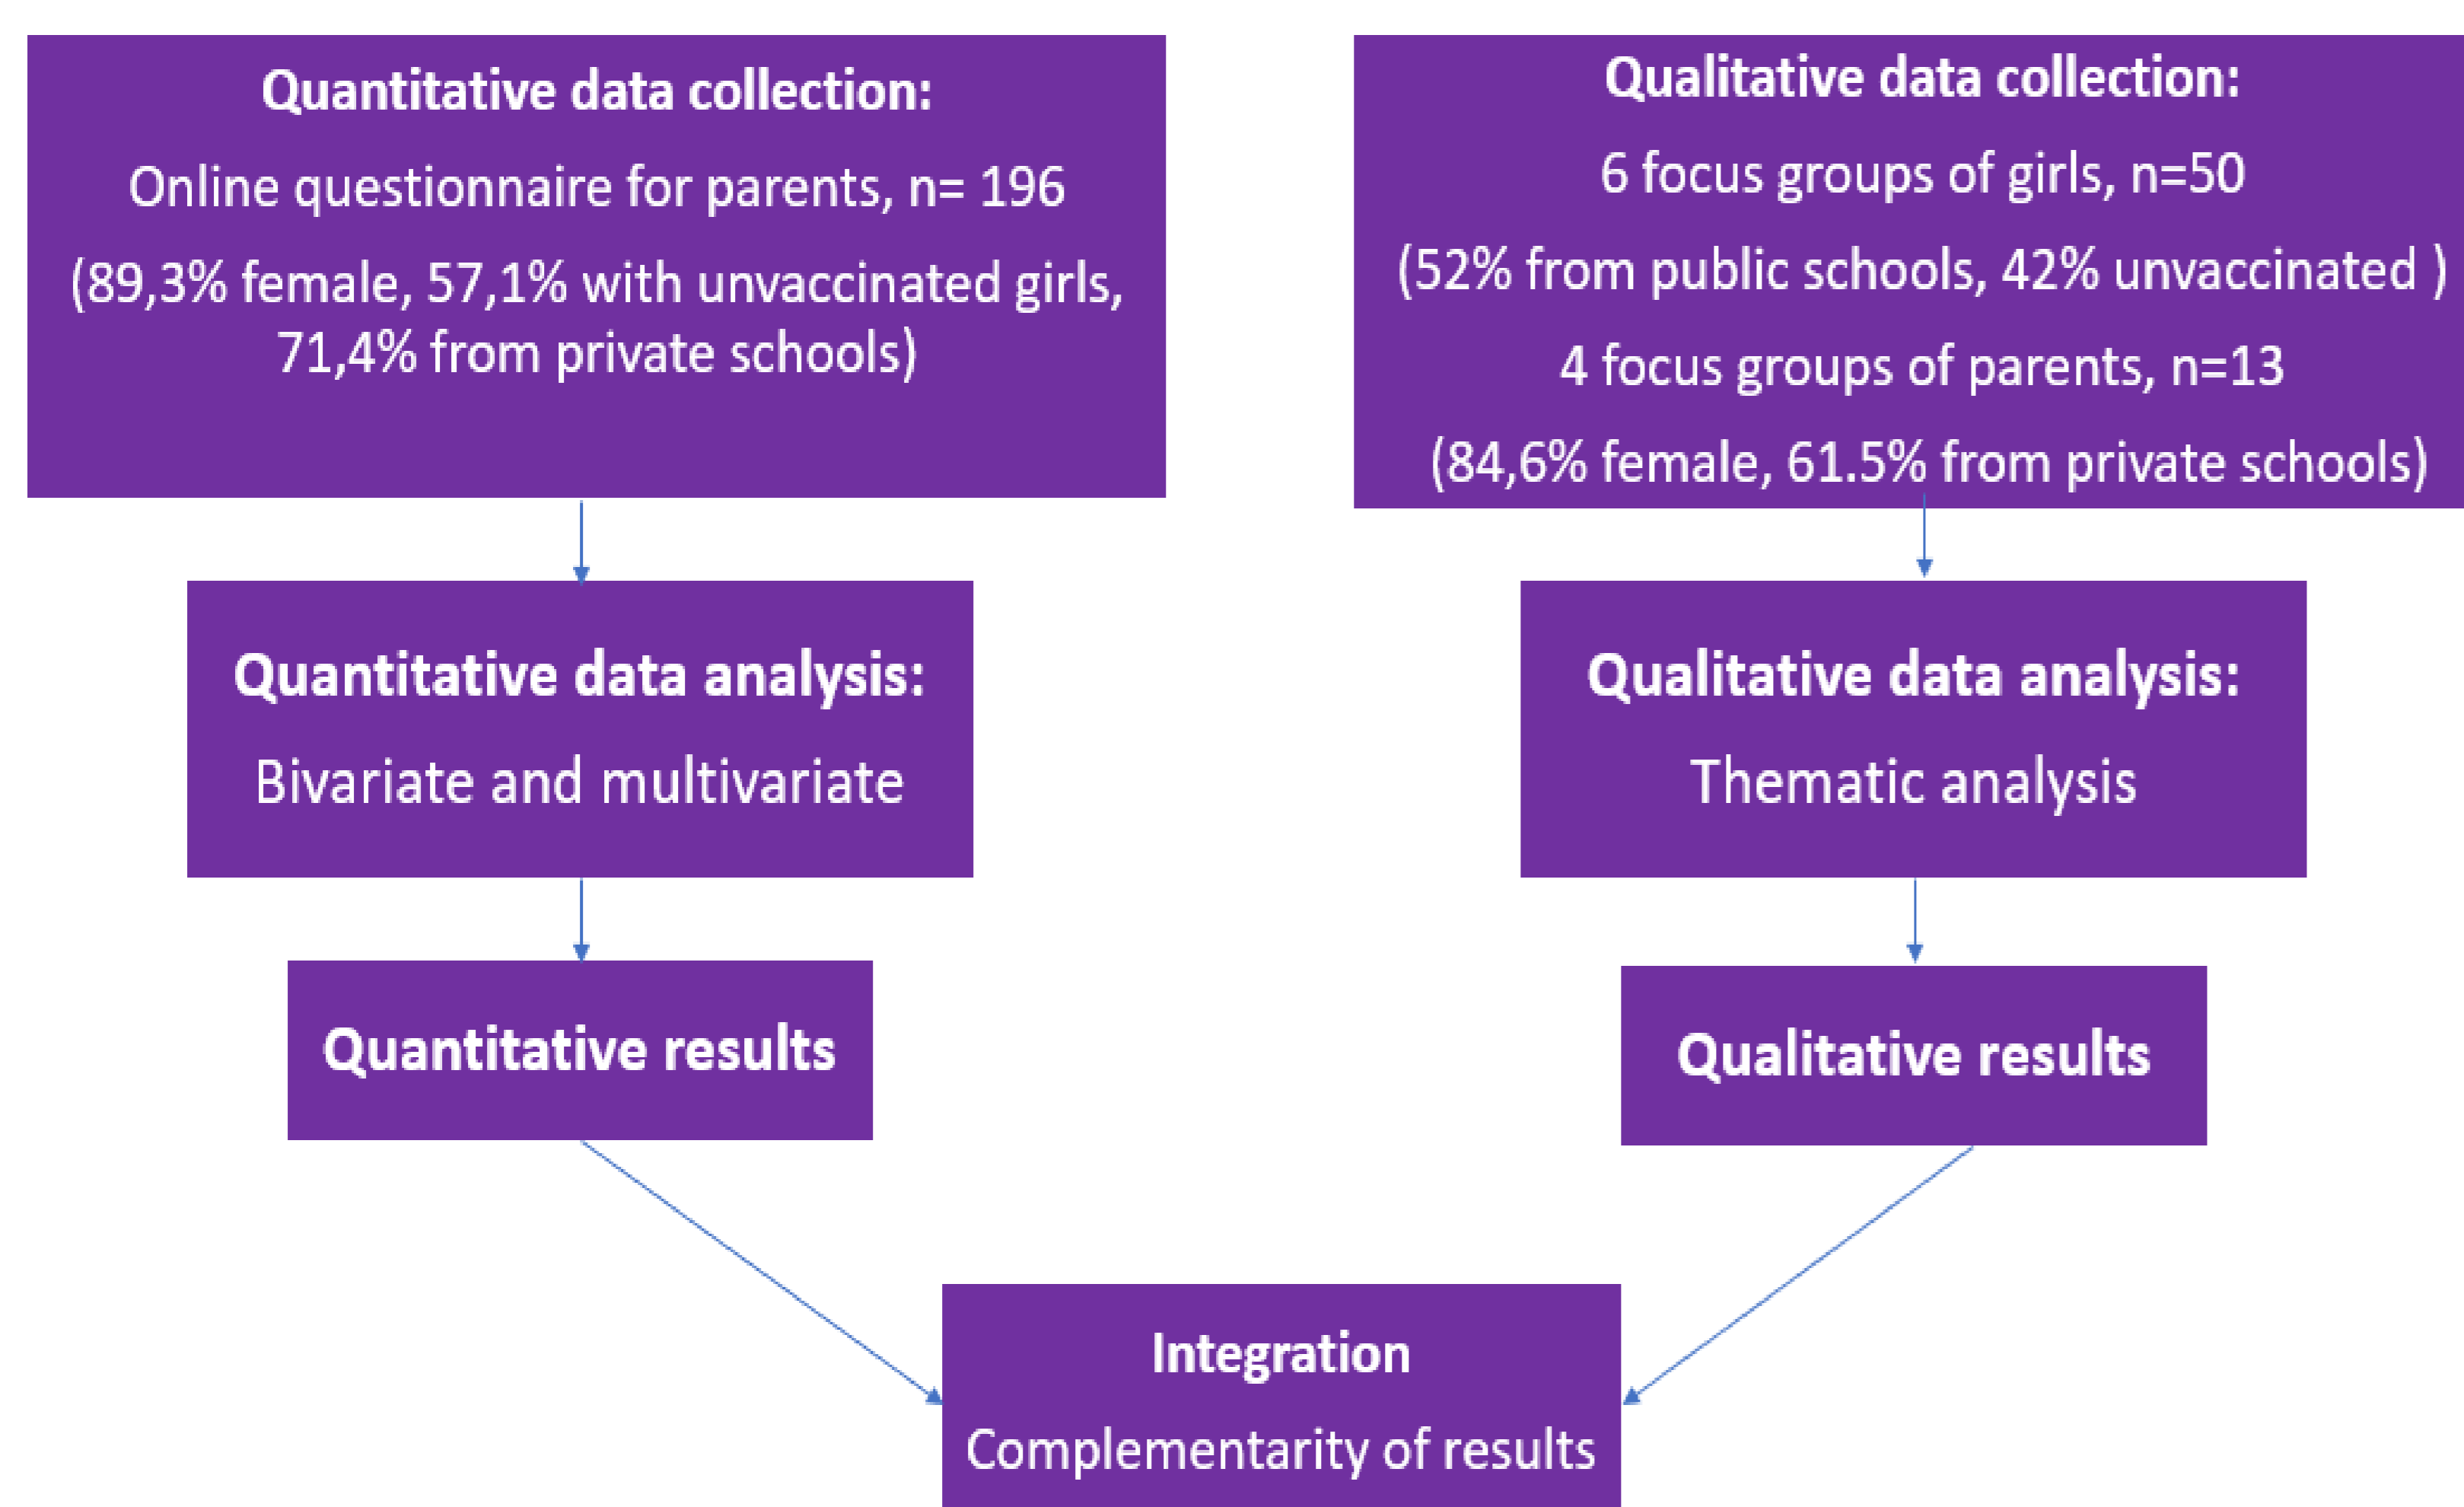 Quantitative data collection:
Online questionnaire for parents, n= 196
(89,3% female, 57,1% with unvaccinated girls,
71,4% from private schools)
Qualitative data collection:
6 focus groups of girls, n=50
(52% from public schools, 42% unvaccinated )
4 focus groups of parents, n=13
(84,6% female, 61.5% from private schools)
Quantitative data analysis:
Bivariate and multivariate
Qualitative data analysis:
Thematic analysis
Quantitative results
Qualitative results
Integration
Complementarity of results